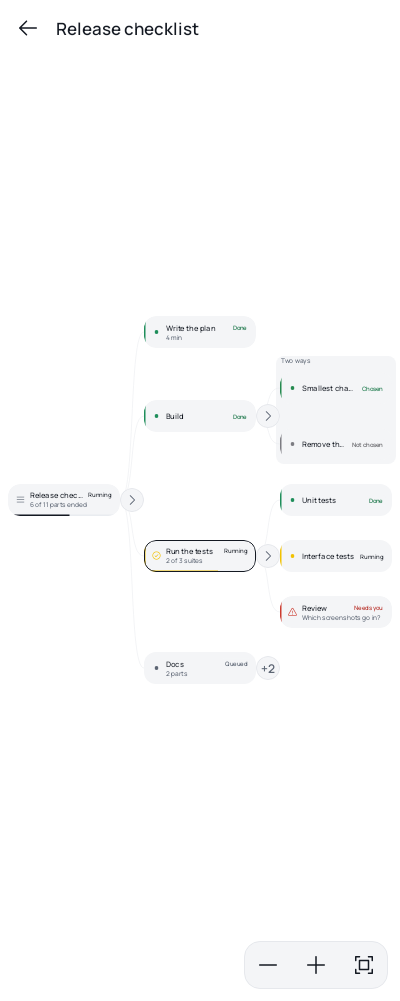 Release checklist
Write the plan
Done
4 min
Two ways
Smallest cha...
Chosen
Build
Done
Remove th...
Not chosen
Release chec...
Running
6 of 11 parts ended
Unit tests
Done
Run the tests
Running
2 of 3 suites
Interface tests
Running
Review
Needs you
Which screenshots go in?
Docs
Queued
2 parts
+2